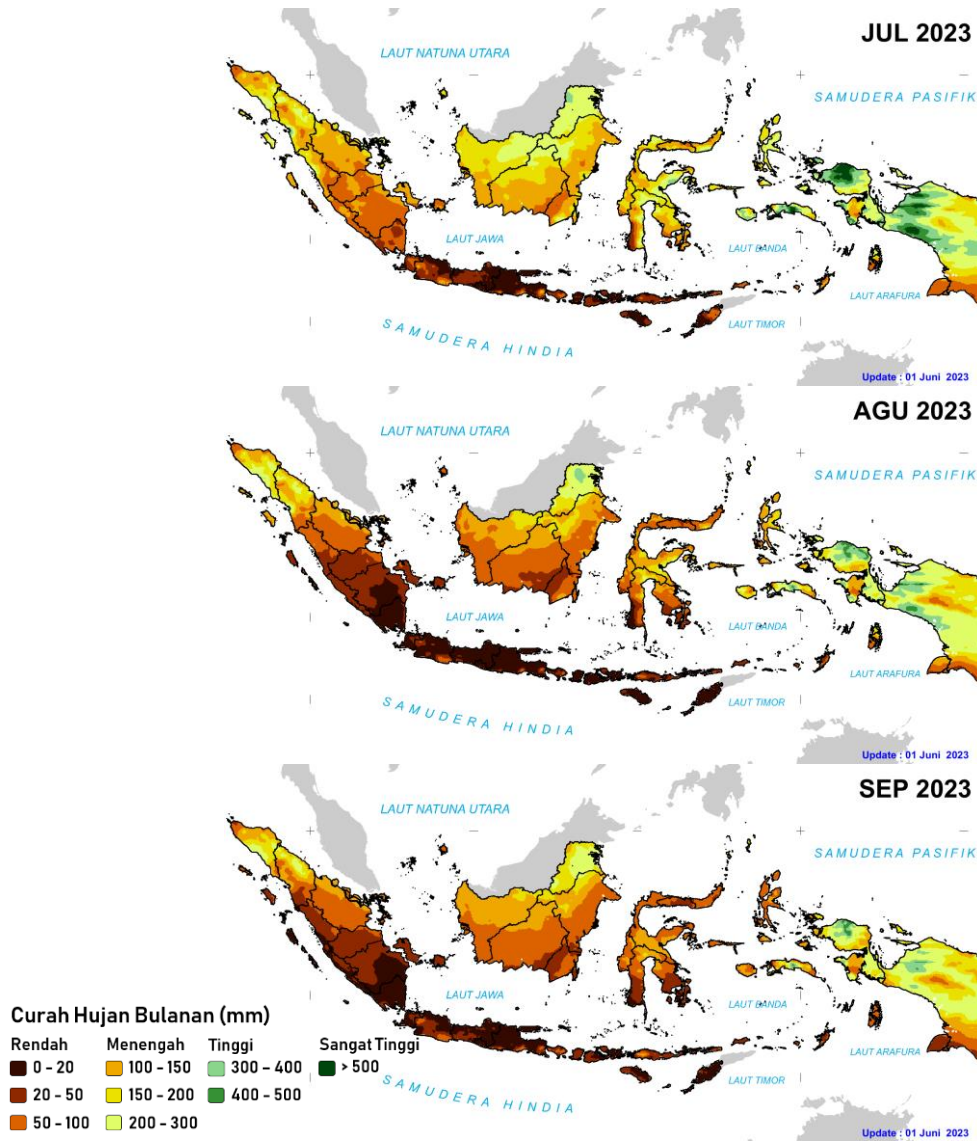 JUL 2023
LAUT NATUNA UTARA
SAMUDERA PASIFIK
LAUT JAWA
LAUT BANDA
LAUT ARAFURA
LAUT TIMOR
SAMUDERA HINDIA
Update : 01 Juni 2023
AGU 2023
LAUT NATUNA UTARA
SAMUDERA PASIFIK
LAUT JAWA
LAUT BANDA
LAUT ARAFURA
LAUT TIMOR
SAMUDERA HINDIA
Update : 01 Juni 2023
SEP 2023
LAUT NATUNA UTARA
SAMUDERA PASIFIK
LAUT JAWA
LAUT BANDA
LAUT ARAFURA
LAUT TIMOR
SAMUDERA HINDIA
Update : 01 Juni 2023
Curah Hujan Bulanan (mm)
Rendah Menengah Tinggi Sangat Tinggi
0 - 20 100 - 150 300 - 400 > 500
20 - 50 150 - 200 400 - 500
50 - 100 200 - 300